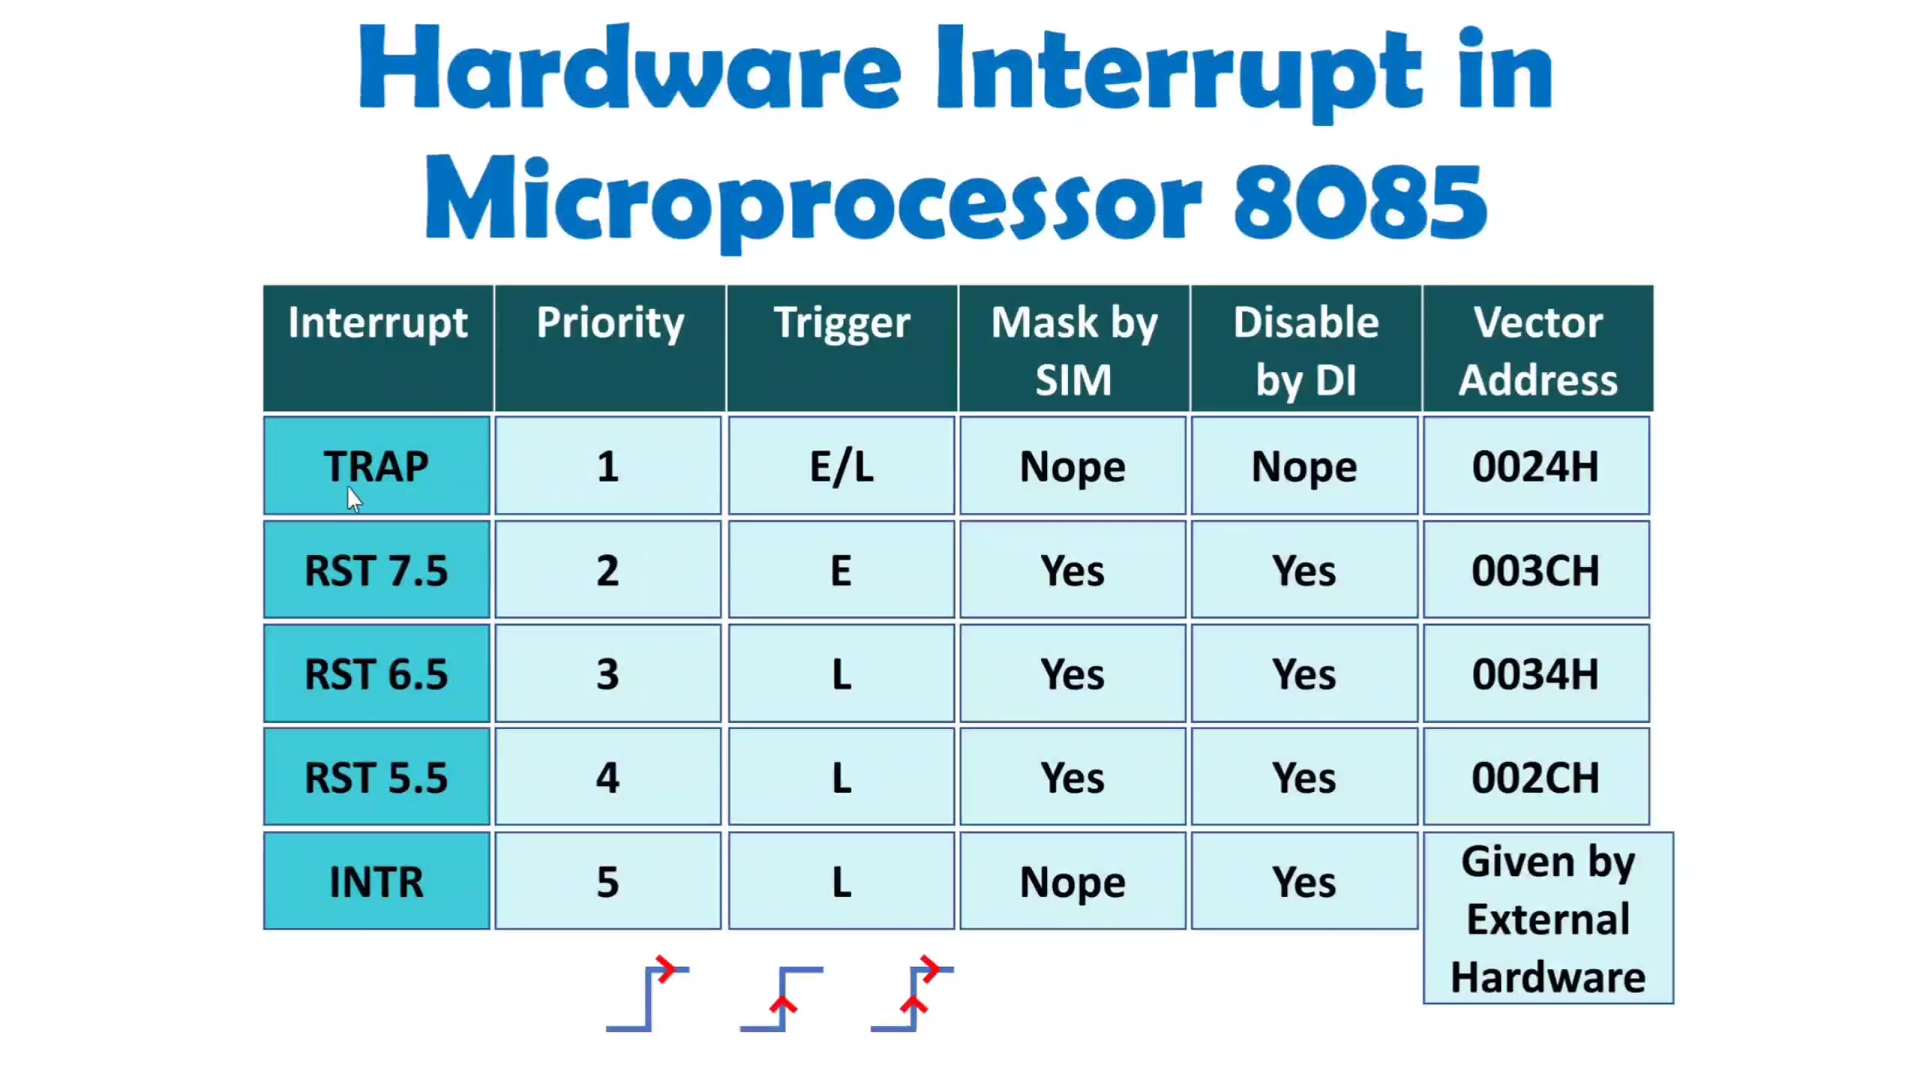 Hardware Interrupt in
Microprocessor 8085
Interrupt Priority Trigger Mask by SIM Disable by DI Vector Address
TRAP 1 E/L Nope Nope 0024H
RST 7.5 2 E Yes Yes 003CH
RST 6.5 3 L Yes Yes 0034H
RST 5.5 4 L Yes Yes 002CH
INTR 5 L Nope Yes Given by External Hardware